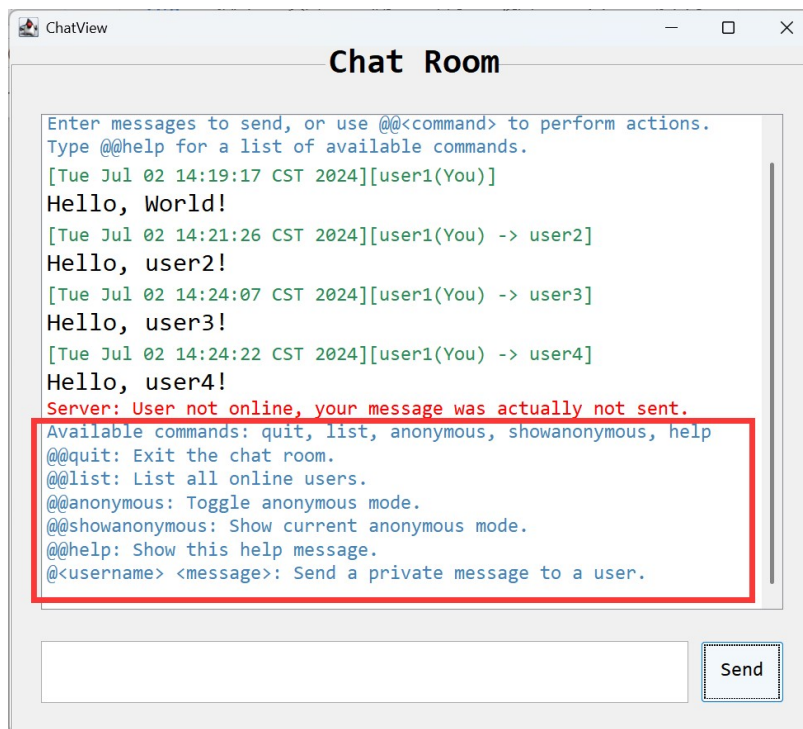 ChatView
Chat Room
Enter messages to send, or use @@<command> to perform actions.
Type @@help for a list of available commands.
[Tue Jul 02 14:19:17 CST 2024][user1(You)]
Hello, World!
[Tue Jul 02 14:21:26 CST 2024][user1(You) -> user2]
Hello, user2!
[Tue Jul 02 14:24:07 CST 2024][user1(You) -> user3]
Hello, user3!
[Tue Jul 02 14:24:22 CST 2024][user1(You) -> user4]
Hello, user4!
Server: User not online, your message was actually not sent.
Available commands: quit, list, anonymous, showanonymous, help
@@quit: Exit the chat room.
@@list: List all online users.
@@anonymous: Toggle anonymous mode.
@@showanonymous: Show current anonymous mode.
@@help: Show this help message.
@<username> <message>: Send a private message to a user.
Send